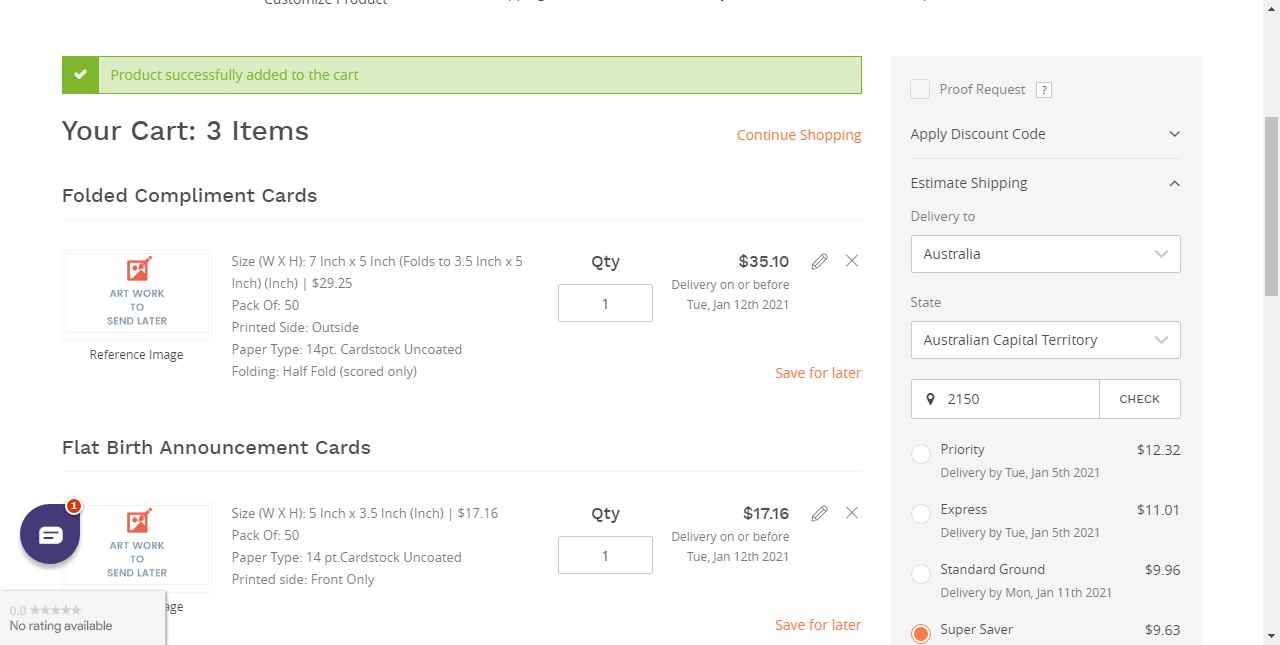 Customize Product
Product successfully added to the cart
Your Cart: 3 Items
Continue Shopping
Folded Compliment Cards
ART WORK
TO
SEND LATER
Reference Image
Size (W X H): 7 Inch x 5 Inch (Folds to 3.5 Inch x 5
Inch) (Inch) | $29.25
Pack Of: 50
Printed Side: Outside
Paper Type: 14pt. Cardstock Uncoated
Folding: Half Fold (scored only)
Qty
1
$35.10
Delivery on or before
Tue, Jan 12th 2021
Save for later
Flat Birth Announcement Cards
ART WORK
TO
SEND LATER
age
Size (W X H): 5 Inch x 3.5 Inch (Inch) | $17.16
Pack Of: 50
Paper Type: 14 pt.Cardstock Uncoated
Printed side: Front Only
Qty
1
$17.16
Delivery on or before
Tue, Jan 12th 2021
Save for later
1
0.0
No rating available
Proof Request ?
Apply Discount Code
Estimate Shipping
Delivery to
Australia
State
Australian Capital Territory
2150 CHECK
Priority $12.32
Delivery by Tue, Jan 5th 2021
Express $11.01
Delivery by Tue, Jan 5th 2021
Standard Ground $9.96
Delivery by Mon, Jan 11th 2021
Super Saver $9.63